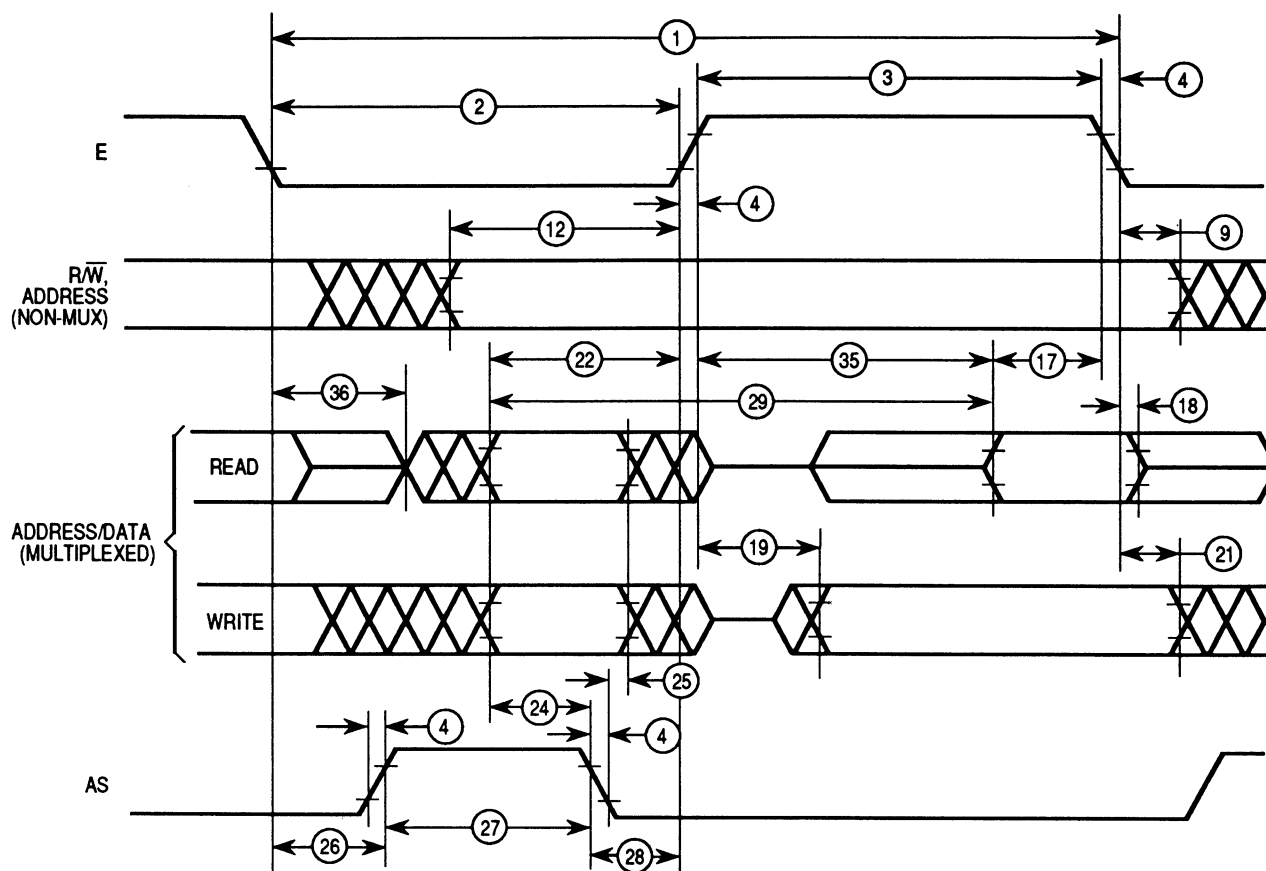 1
3
4
2
E
4
12
9
R/W̅,
ADDRESS
(NON-MUX)
22
35
17
36
29
18
READ
ADDRESS/DATA
(MULTIPLEXED)
19
21
WRITE
25
24
4
4
AS
26
27
28